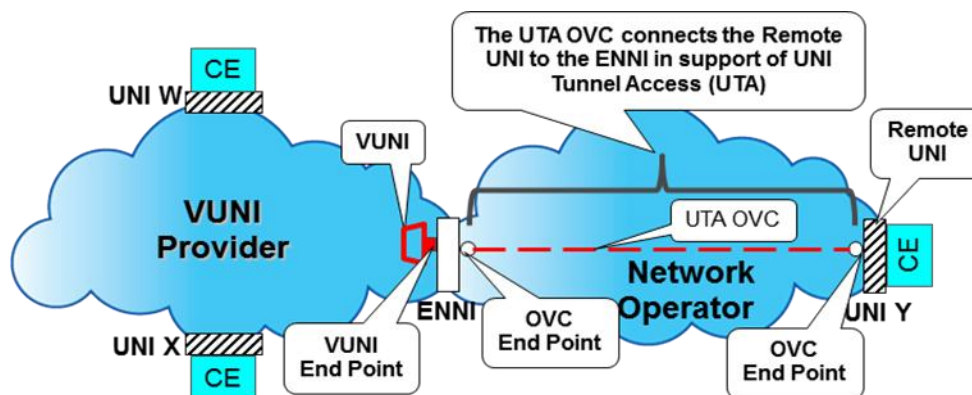 CE
UNI W
The UTA OVC connects the Remote
UNI to the ENNI in support of UNI
Tunnel Access (UTA)
VUNI
Remote
UNI
VUNI
Provider
UTA OVC
CE
Network
Operator
ENNI
UNI Y
UNI X
CE
VUNI
End Point
OVC
End Point
OVC
End Point